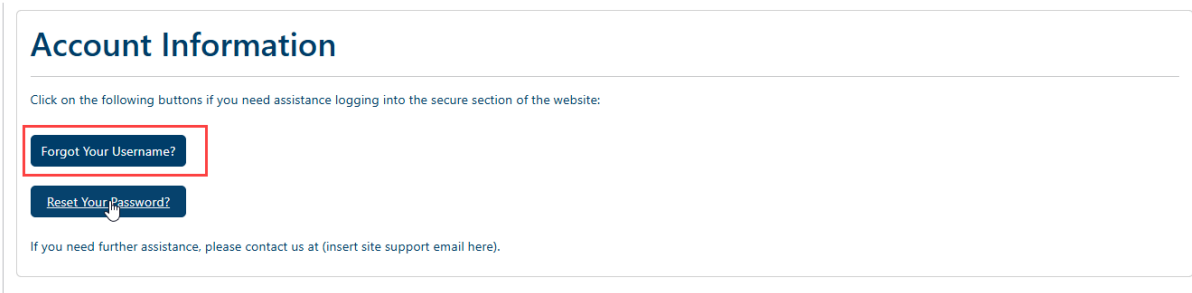 Account Information
Click on the following buttons if you need assistance logging into the secure section of the website:
Forgot Your Username?
Reset Your Password?
If you need further assistance, please contact us at (insert site support email here).